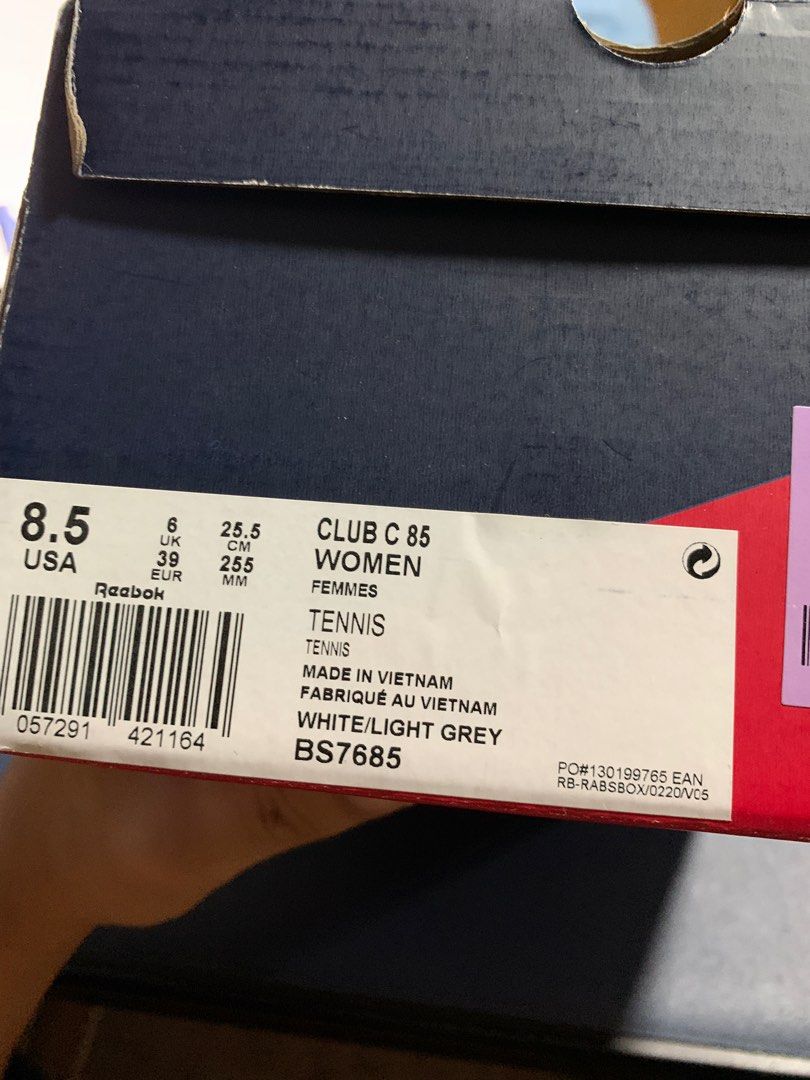 8.5
USA
6
UK
39
EUR
25.5
CM
255
MM
Reebok
057291 421164
CLUB C 85
WOMEN
FEMMES
TENNIS
TENNIS
MADE IN VIETNAM
FABRIQUÉ AU VIETNAM
WHITE/LIGHT GREY
BS7685
PO#130199765 EAN
RB-RABSBOX/0220/V05